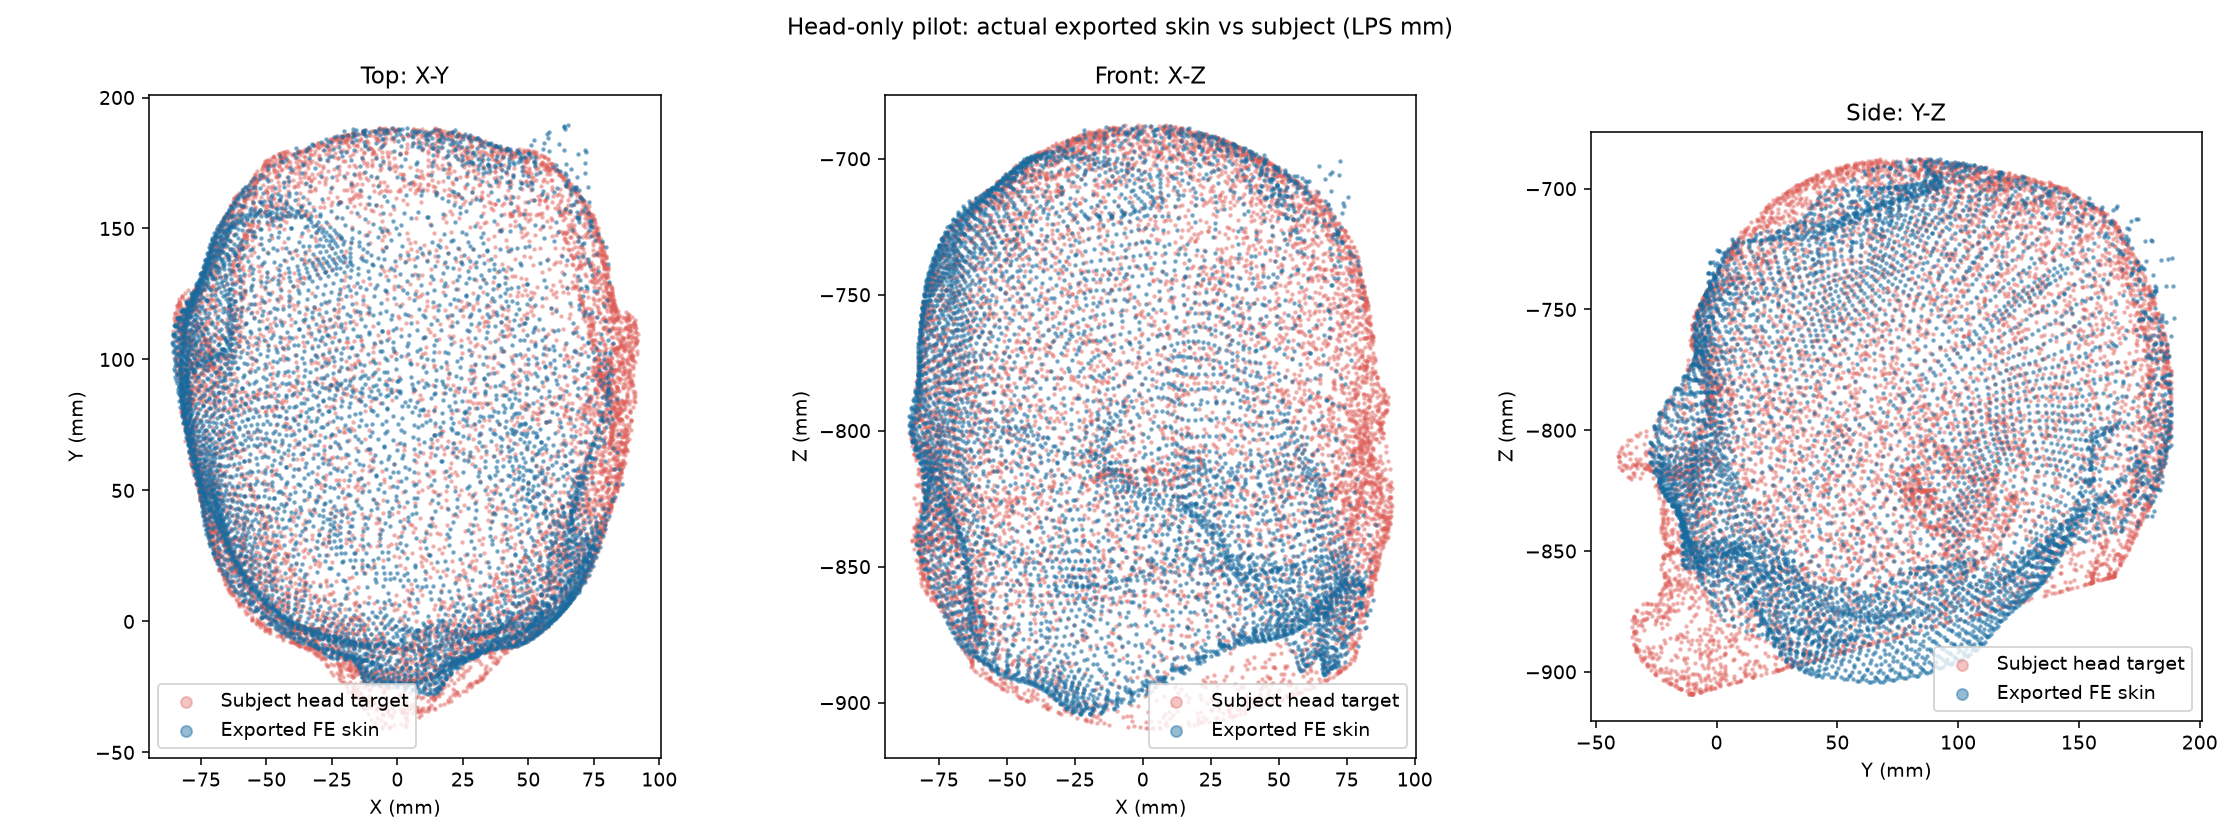 Head-only pilot: actual exported skin vs subject (LPS mm)
Top: X-Y
200
150
100
50
0
−50
Y (mm)
−75
−50
−25
0
25
50
75
100
X (mm)
Subject head target
Exported FE skin
Front: X-Z
−700
−750
−800
−850
−900
Z (mm)
−75
−50
−25
0
25
50
75
100
X (mm)
Subject head target
Exported FE skin
Side: Y-Z
−700
−750
−800
−850
−900
Z (mm)
−50
0
50
100
150
200
Y (mm)
Subject head target
Exported FE skin